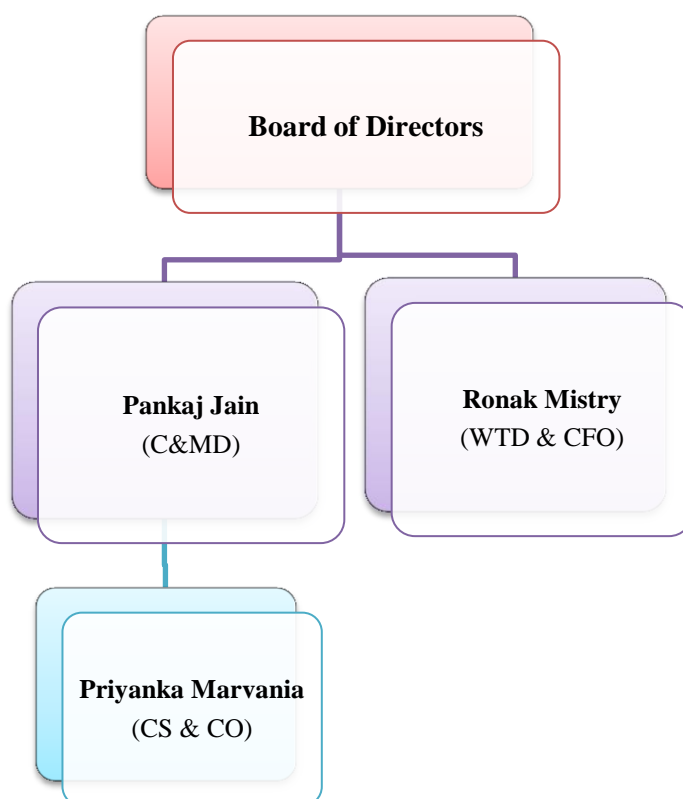 Board of Directors
Pankaj Jain
(C&MD)
Ronak Mistry
(WTD & CFO)
Priyanka Marvania
(CS & CO)